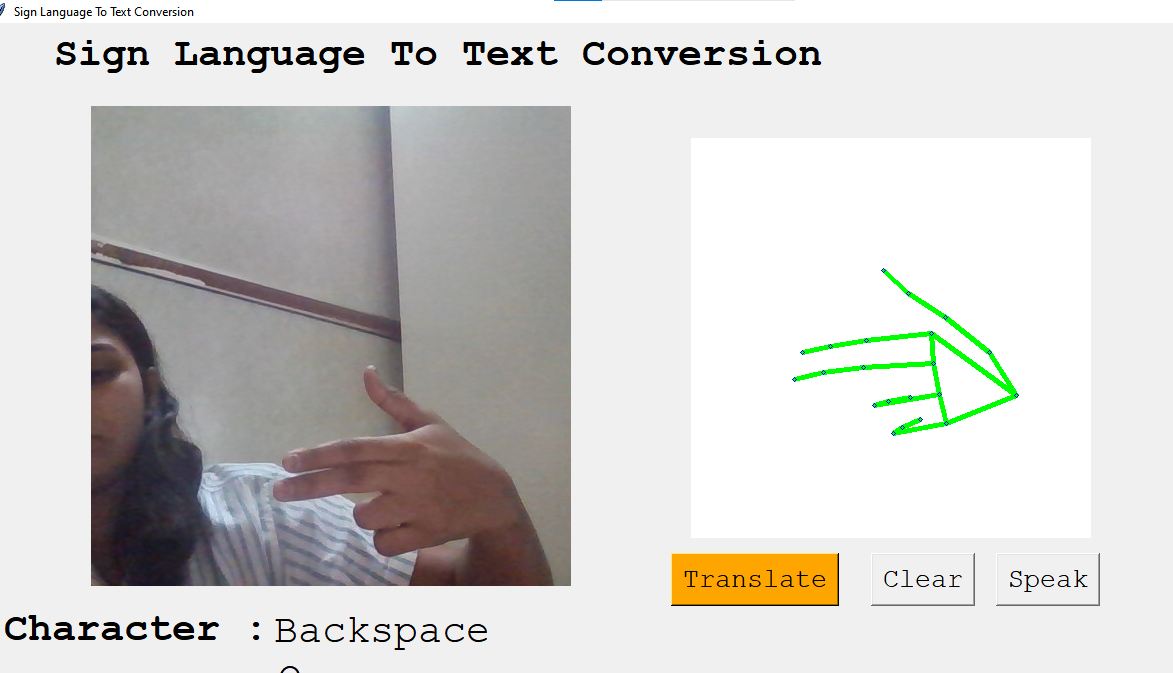 Sign Language To Text Conversion
Sign Language To Text Conversion
Translate
Clear
Speak
Character : Backspace